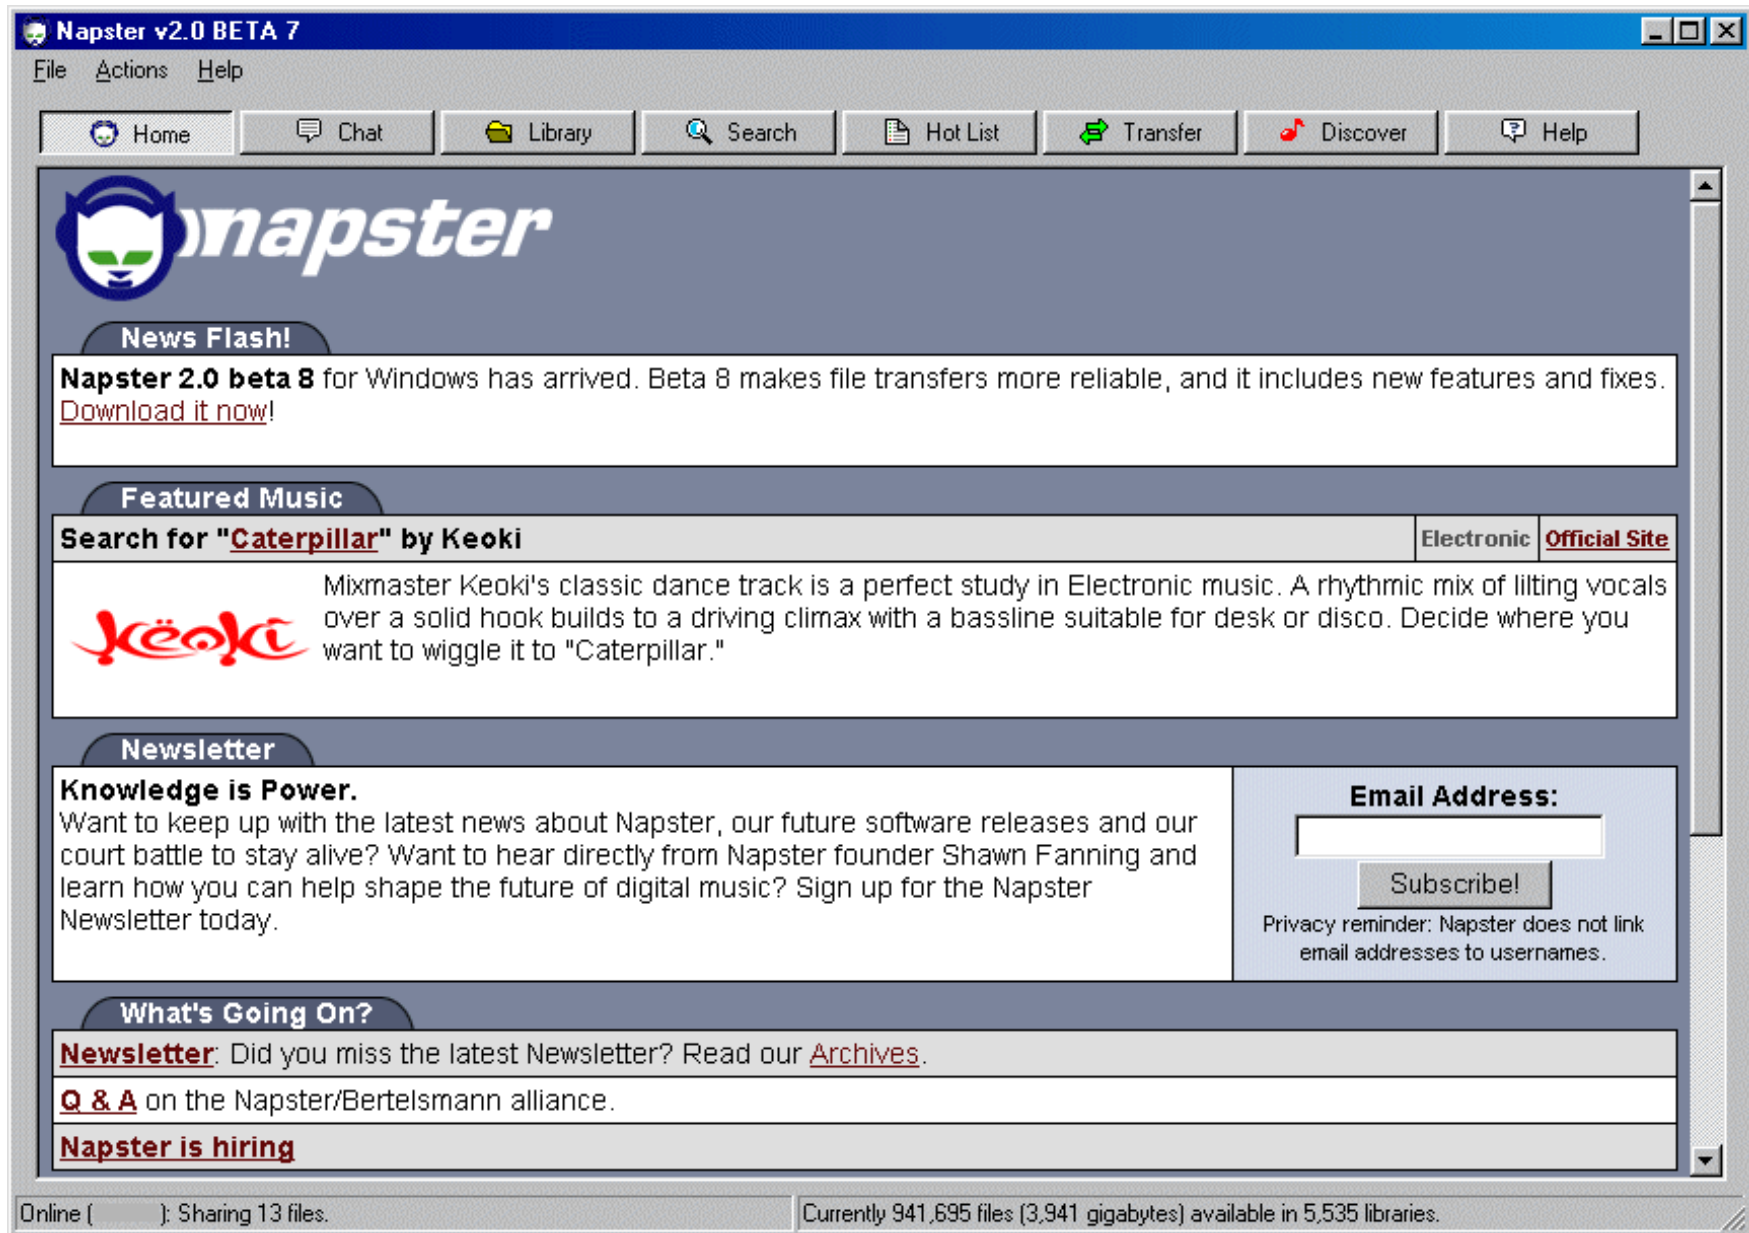 Napster v2.0 BETA 7
File Actions Help
Home Chat Library Search Hot List Transfer Discover Help
napster
News Flash!
Napster 2.0 beta 8 for Windows has arrived. Beta 8 makes file transfers more reliable, and it includes new features and fixes.
Download it now!
Featured Music
Search for "Caterpillar" by Keoki Electronic Official Site
Mixmaster Keoki's classic dance track is a perfect study in Electronic music. A rhythmic mix of lilting vocals
over a solid hook builds to a driving climax with a bassline suitable for desk or disco. Decide where you
want to wiggle it to "Caterpillar."
këokî
Newsletter
Knowledge is Power.
Want to keep up with the latest news about Napster, our future software releases and our
court battle to stay alive? Want to hear directly from Napster founder Shawn Fanning and
learn how you can help shape the future of digital music? Sign up for the Napster
Newsletter today.
Email Address:
Subscribe!
Privacy reminder: Napster does not link
email addresses to usernames.
What's Going On?
Newsletter: Did you miss the latest Newsletter? Read our Archives.
Q & A on the Napster/Bertelsmann alliance.
Napster is hiring
Online ( ): Sharing 13 files.
Currently 941,695 files (3,941 gigabytes) available in 5,535 libraries.